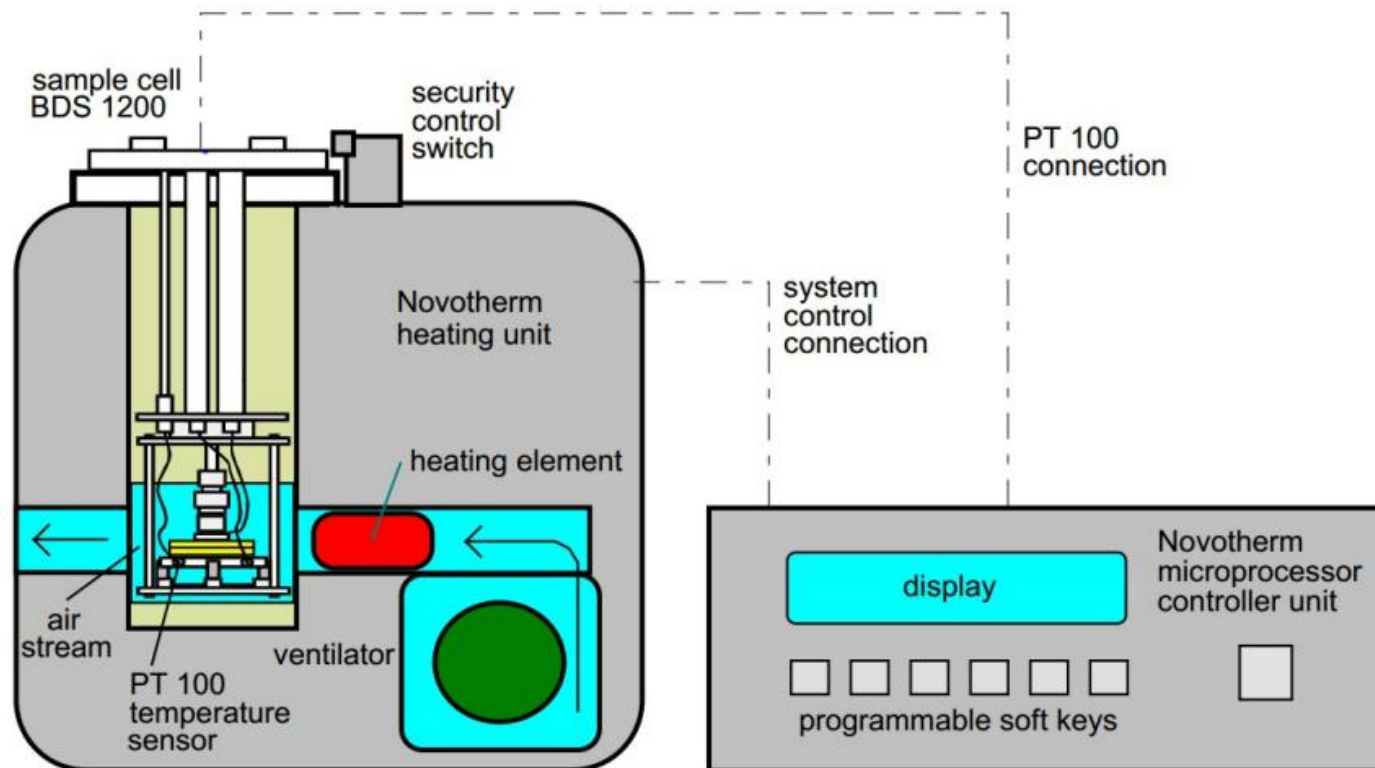 sample cell
BDS 1200
security
control
switch
PT 100
connection
Novotherm
heating unit
system
control
connection
heating element
air
stream
ventilator
PT 100
temperature
sensor
display
Novotherm
microprocessor
controller unit
programmable soft keys